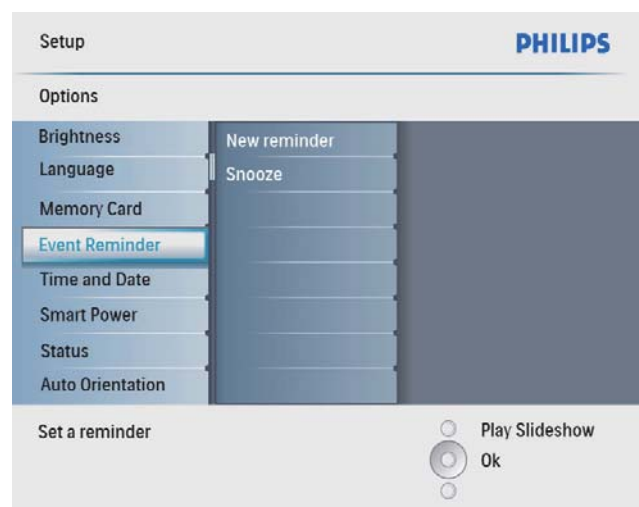 Setup
PHILIPS
Options
Brightness
Language
Memory Card
Event Reminder
Time and Date
Smart Power
Status
Auto Orientation
New reminder
Snooze
Set a reminder
Play Slideshow
Ok